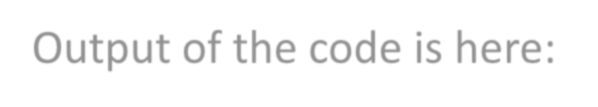 Output of the code is here: